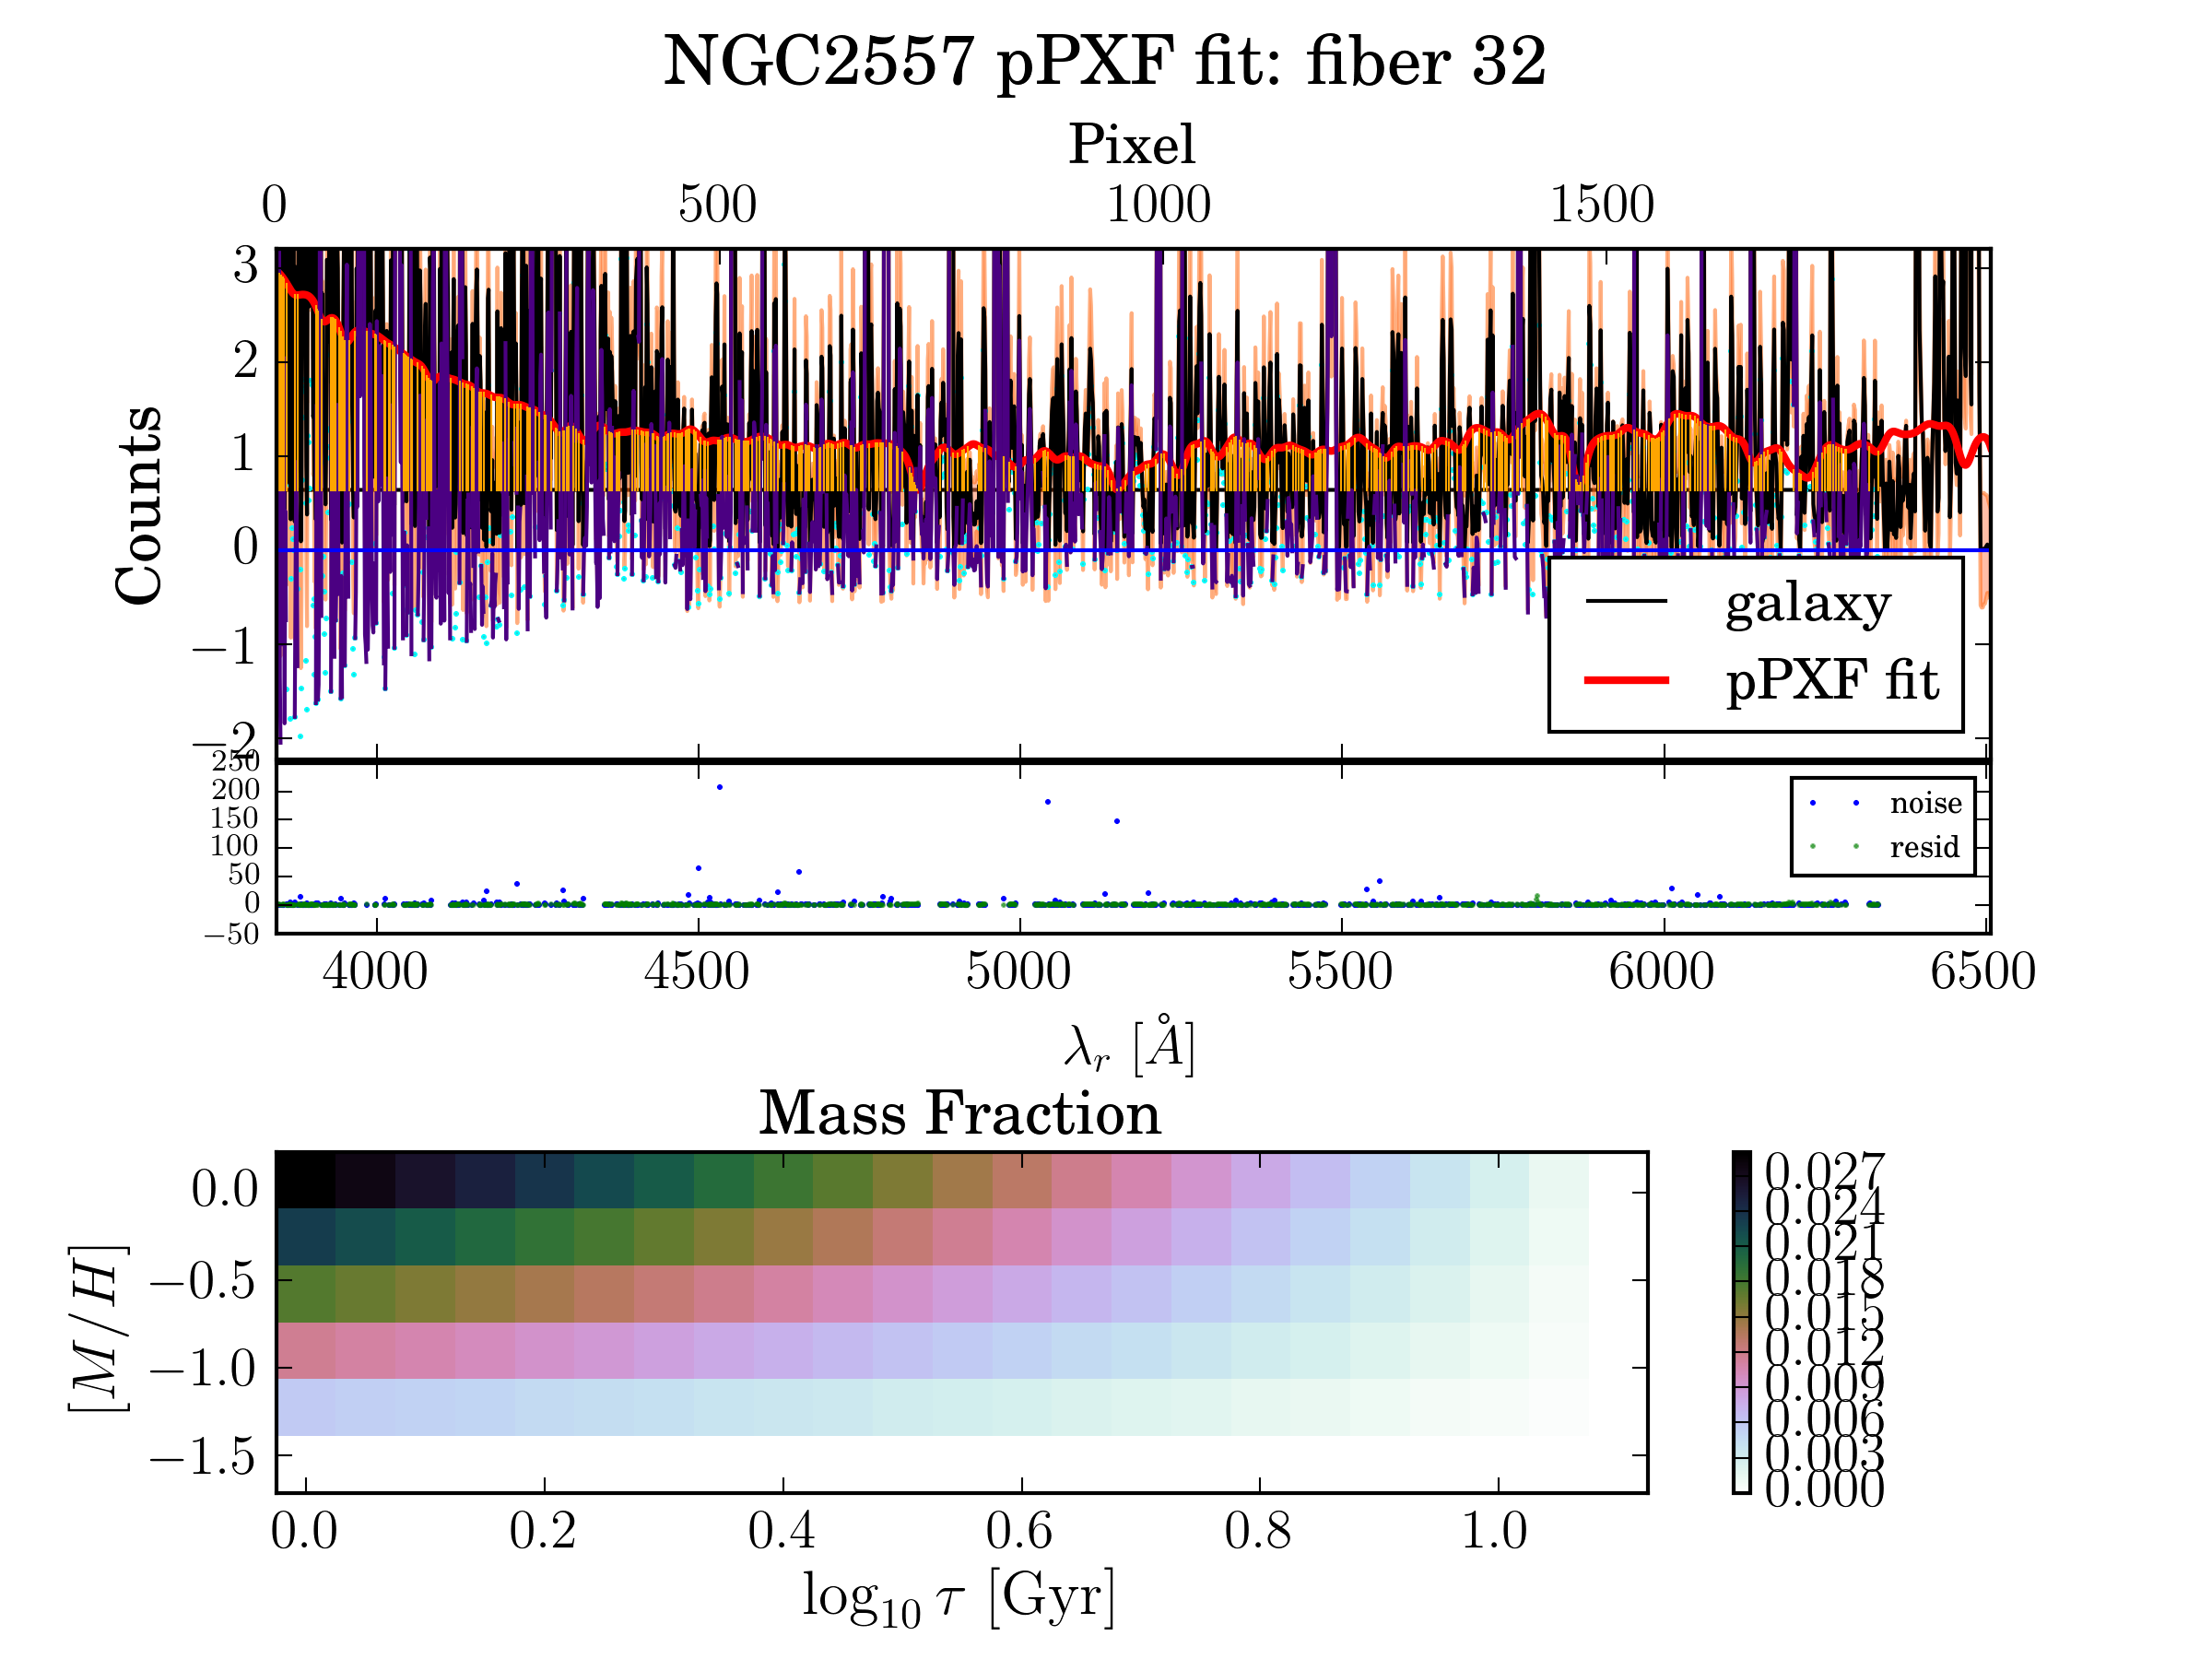 NGC2557 pPXF fit: fiber 32
Pixel
0 500 1000 1500
Counts
3
2
1
0
−1
−2
galaxy
pPXF fit
250
200
150
100
50
0
−50
noise
resid
4000 4500 5000 5500 6000 6500
λr [Å]
Mass Fraction
[M/H]
0.0
−0.5
−1.0
−1.5
0.0 0.2 0.4 0.6 0.8 1.0
log10 τ [Gyr]
0.027
0.024
0.021
0.018
0.015
0.012
0.009
0.006
0.003
0.000